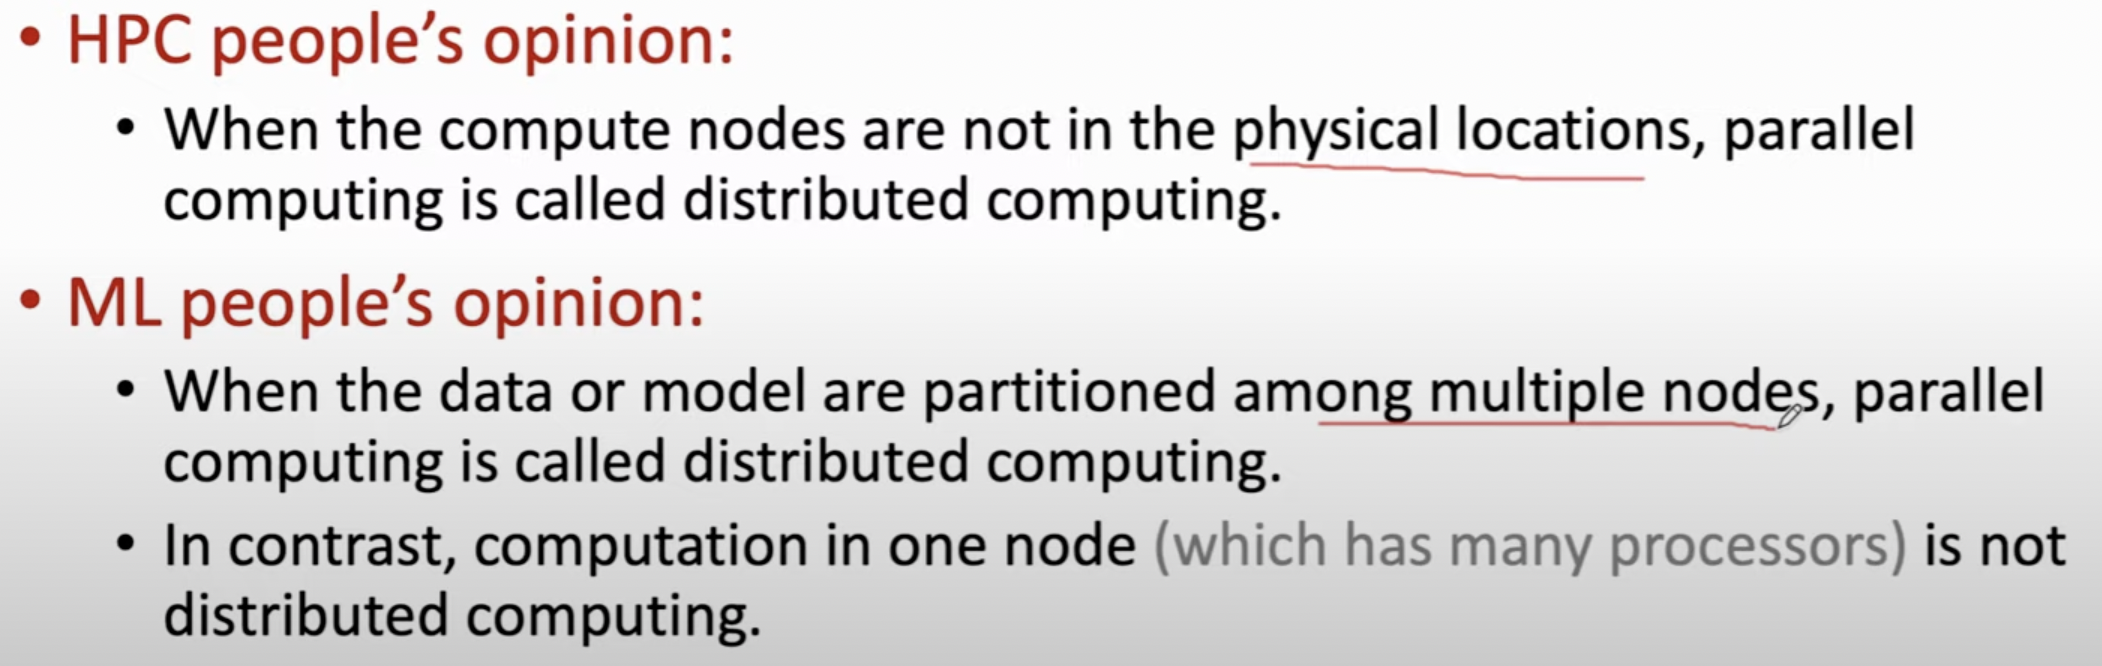 • HPC people’s opinion:
• When the compute nodes are not in the physical locations, parallel
computing is called distributed computing.
• ML people’s opinion:
• When the data or model are partitioned among multiple nodes, parallel
computing is called distributed computing.
• In contrast, computation in one node (which has many processors) is not
distributed computing.